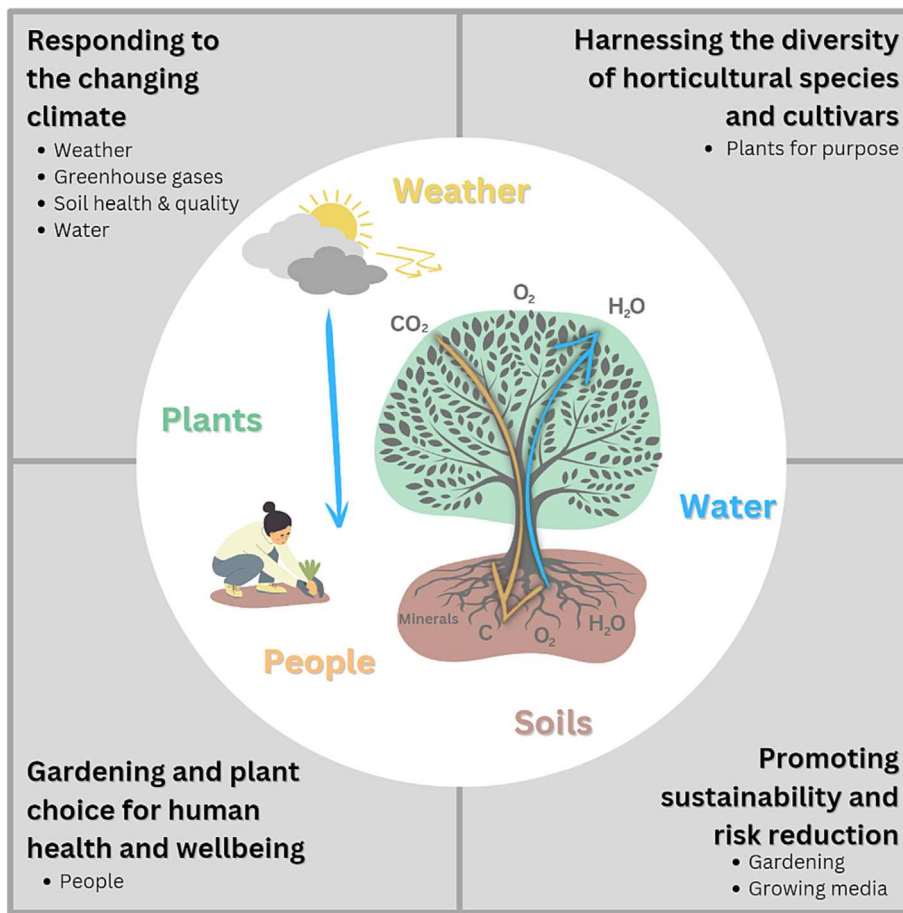 Responding to
the changing
climate
• Weather
• Greenhouse gases
• Soil health & quality
• Water
Harnessing the diversity
of horticultural species
and cultivars
• Plants for purpose
Weather
O₂
H₂O
CO₂
Plants
Water
Minerals
C
O₂
H₂O
People
Soils
Gardening and plant
choice for human
health and wellbeing
• People
Promoting
sustainability and
risk reduction
• Gardening
• Growing media